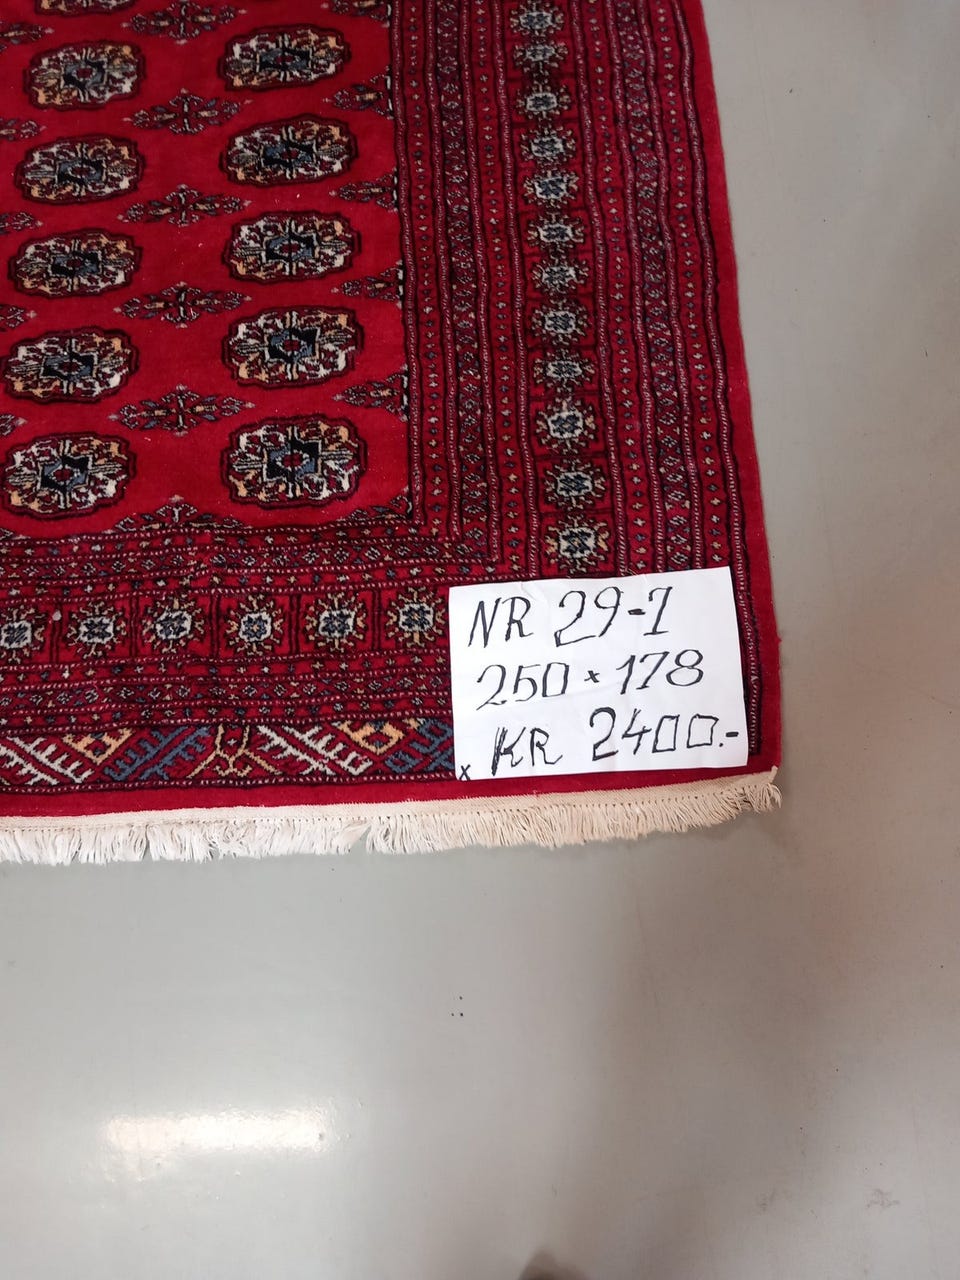 NR 29-1
250 x 178
x KR 2400.-